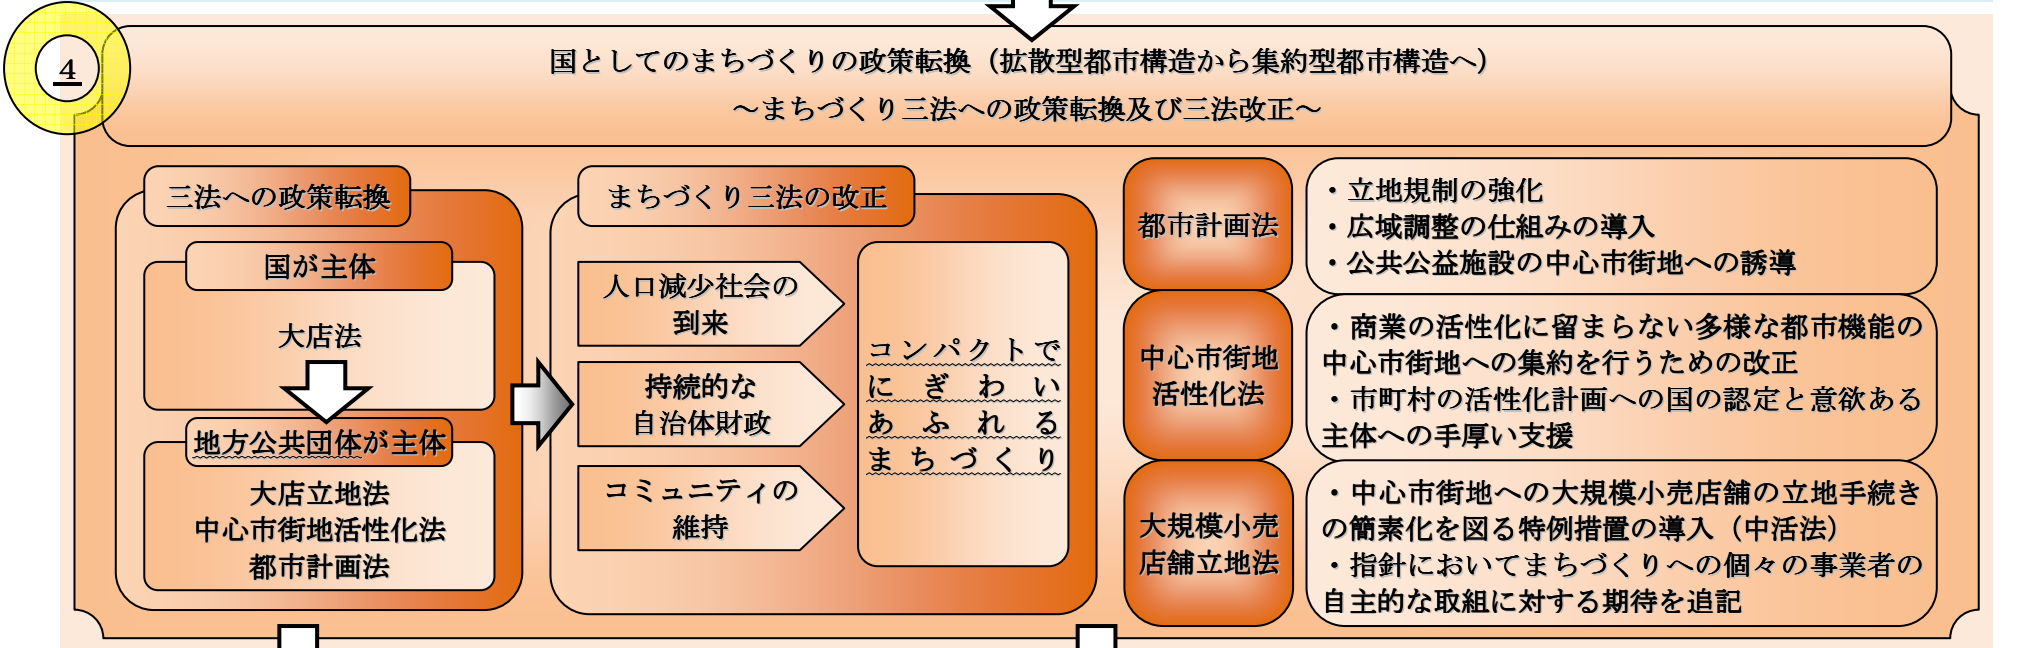 4
国としてのまちづくりの政策転換（拡散型都市構造から集約型都市構造へ）
～まちづくり三法への政策転換及び三法改正～
三法への政策転換
国が主体
大店法
地方公共団体が主体
大店立地法
中心市街地活性化法
都市計画法
まちづくり三法の改正
人口減少社会の
到来
持続的な
自治体財政
コミュニティの
維持
コンパクトで
にぎわい
あふれる
まちづくり
都市計画法
・立地規制の強化
・広域調整の仕組みの導入
・公共公益施設の中心市街地への誘導
中心市街地
活性化法
・商業の活性化に留まらない多様な都市機能の
中心市街地への集約を行うための改正
・市町村の活性化計画への国の認定と意欲ある
主体への手厚い支援
大規模小売
店舗立地法
・中心市街地への大規模小売店舗の立地手続き
の簡素化を図る特例措置の導入（中活法）
・指針においてまちづくりへの個々の事業者の
自主的な取組に対する期待を追記